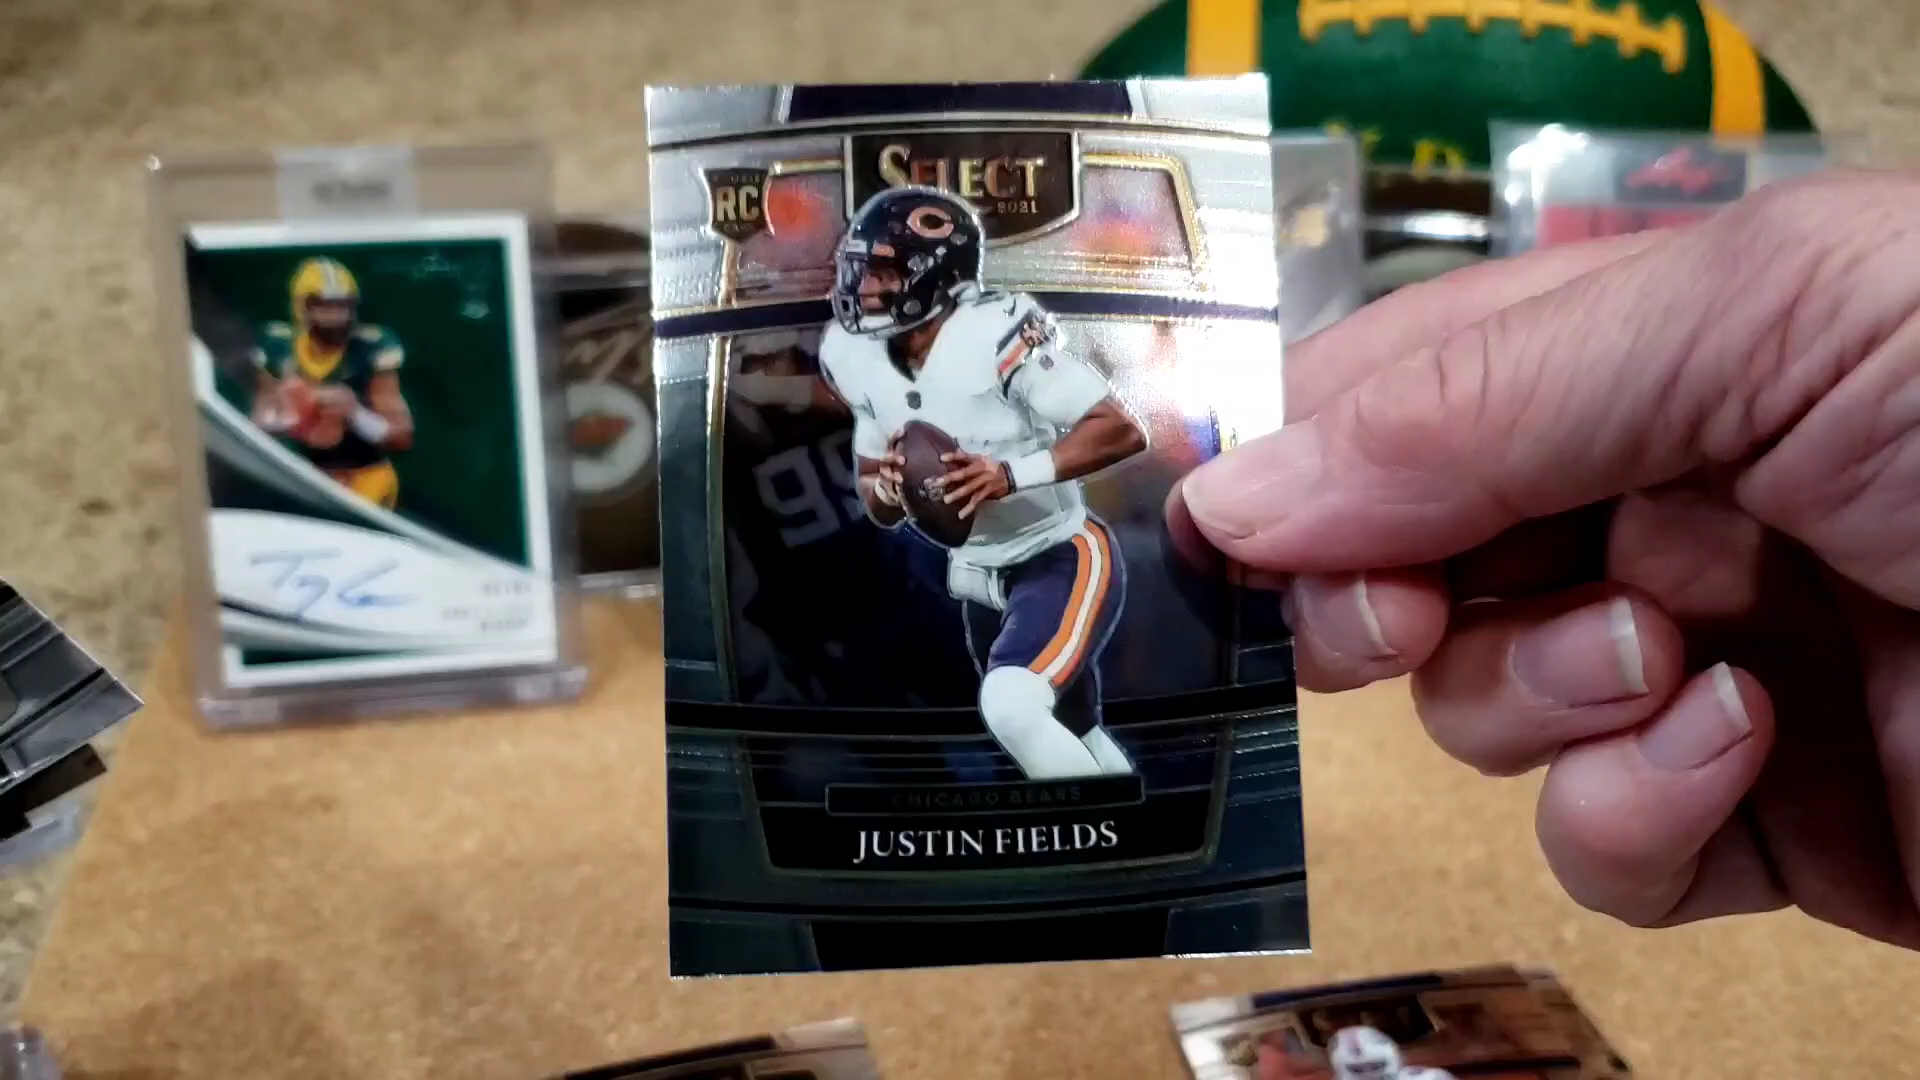 SELECT
2021
RC
99
CHICAGO BEARS
JUSTIN FIELDS